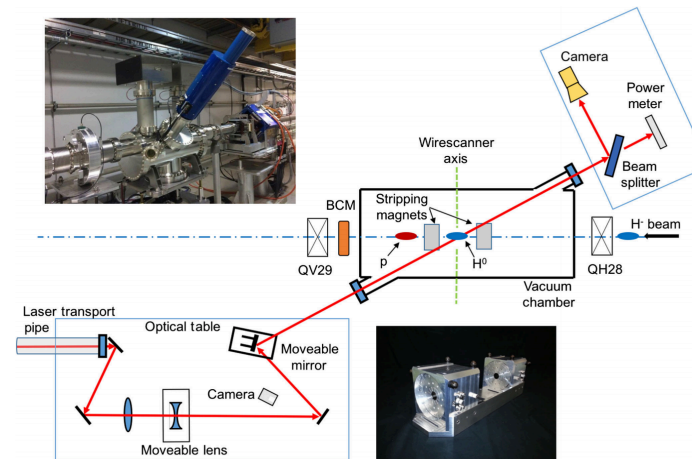 Camera
Power
meter
Beam
splitter
Wirescanner
axis
Stripping
magnets
BCM
H⁻ beam
p
H⁰
QV29
QH28
Vacuum
chamber
Laser transport
pipe
Optical table
Moveable
mirror
Camera
Moveable lens